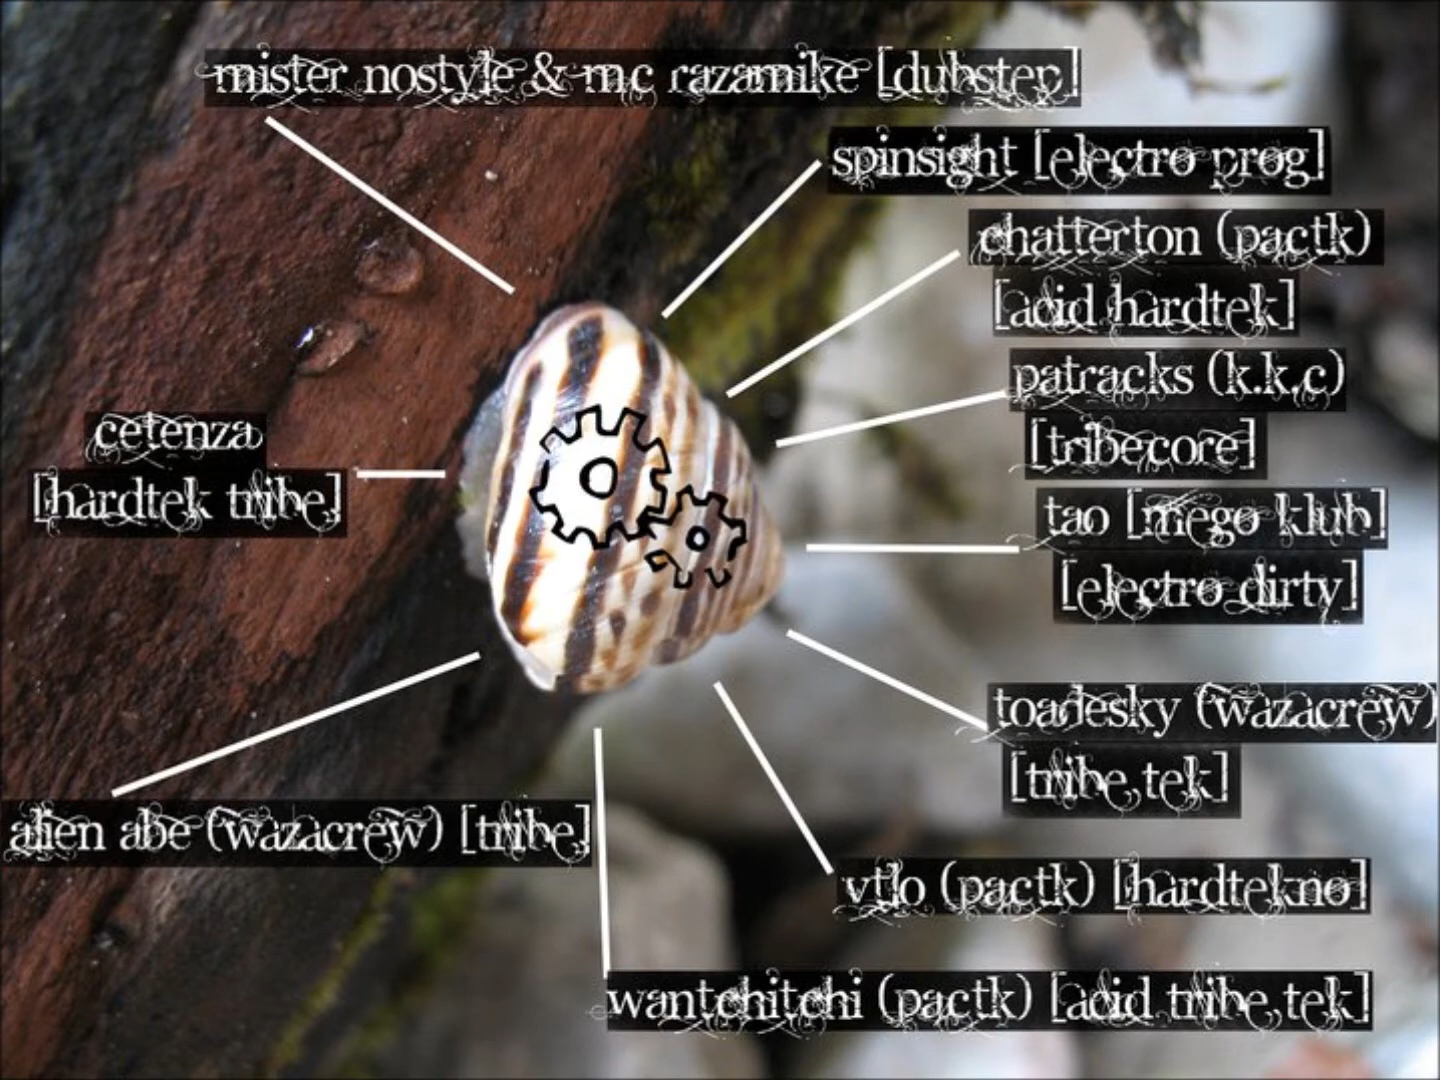 mister nostyle & mc razamike [dubstep]
spinsight [electro prog]
chatterton (pactk)
[acid hardtek]
patracks (k.k.c)
[tribecore]
cetenza
[hardtek tribe]
tao [mego klub]
[electro dirty]
toadesky (wazacrew)
[tribe,tek]
alien abe (wazacrew) [tribe]
vtlo (pactk) [hardtekno]
wantchitchi (pactk) [acid tribe,tek]